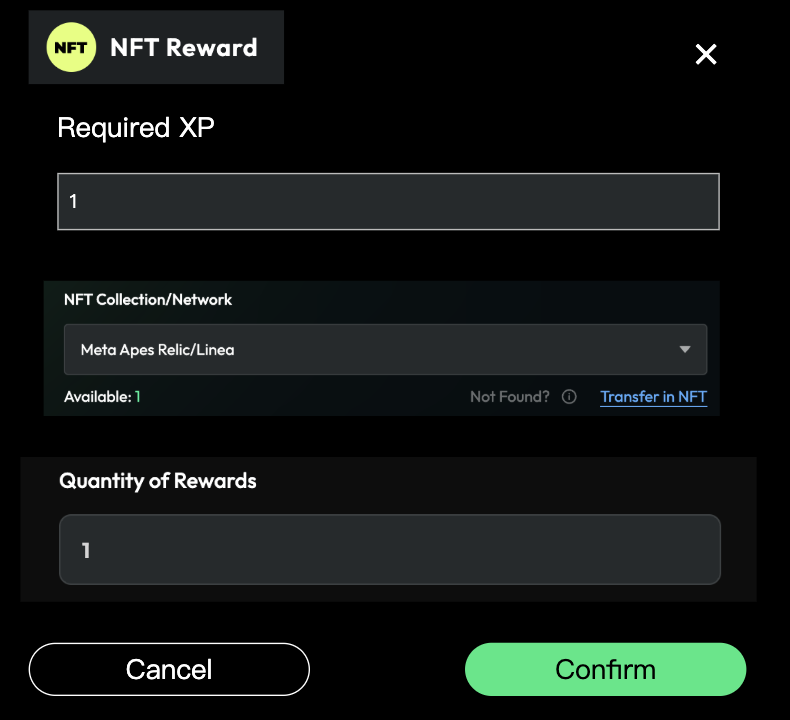 NFT NFT Reward
Required XP
1
NFT Collection/Network
Meta Apes Relic/Linea
Available: 1 Not Found? Transfer in NFT
Quantity of Rewards
1
Cancel Confirm